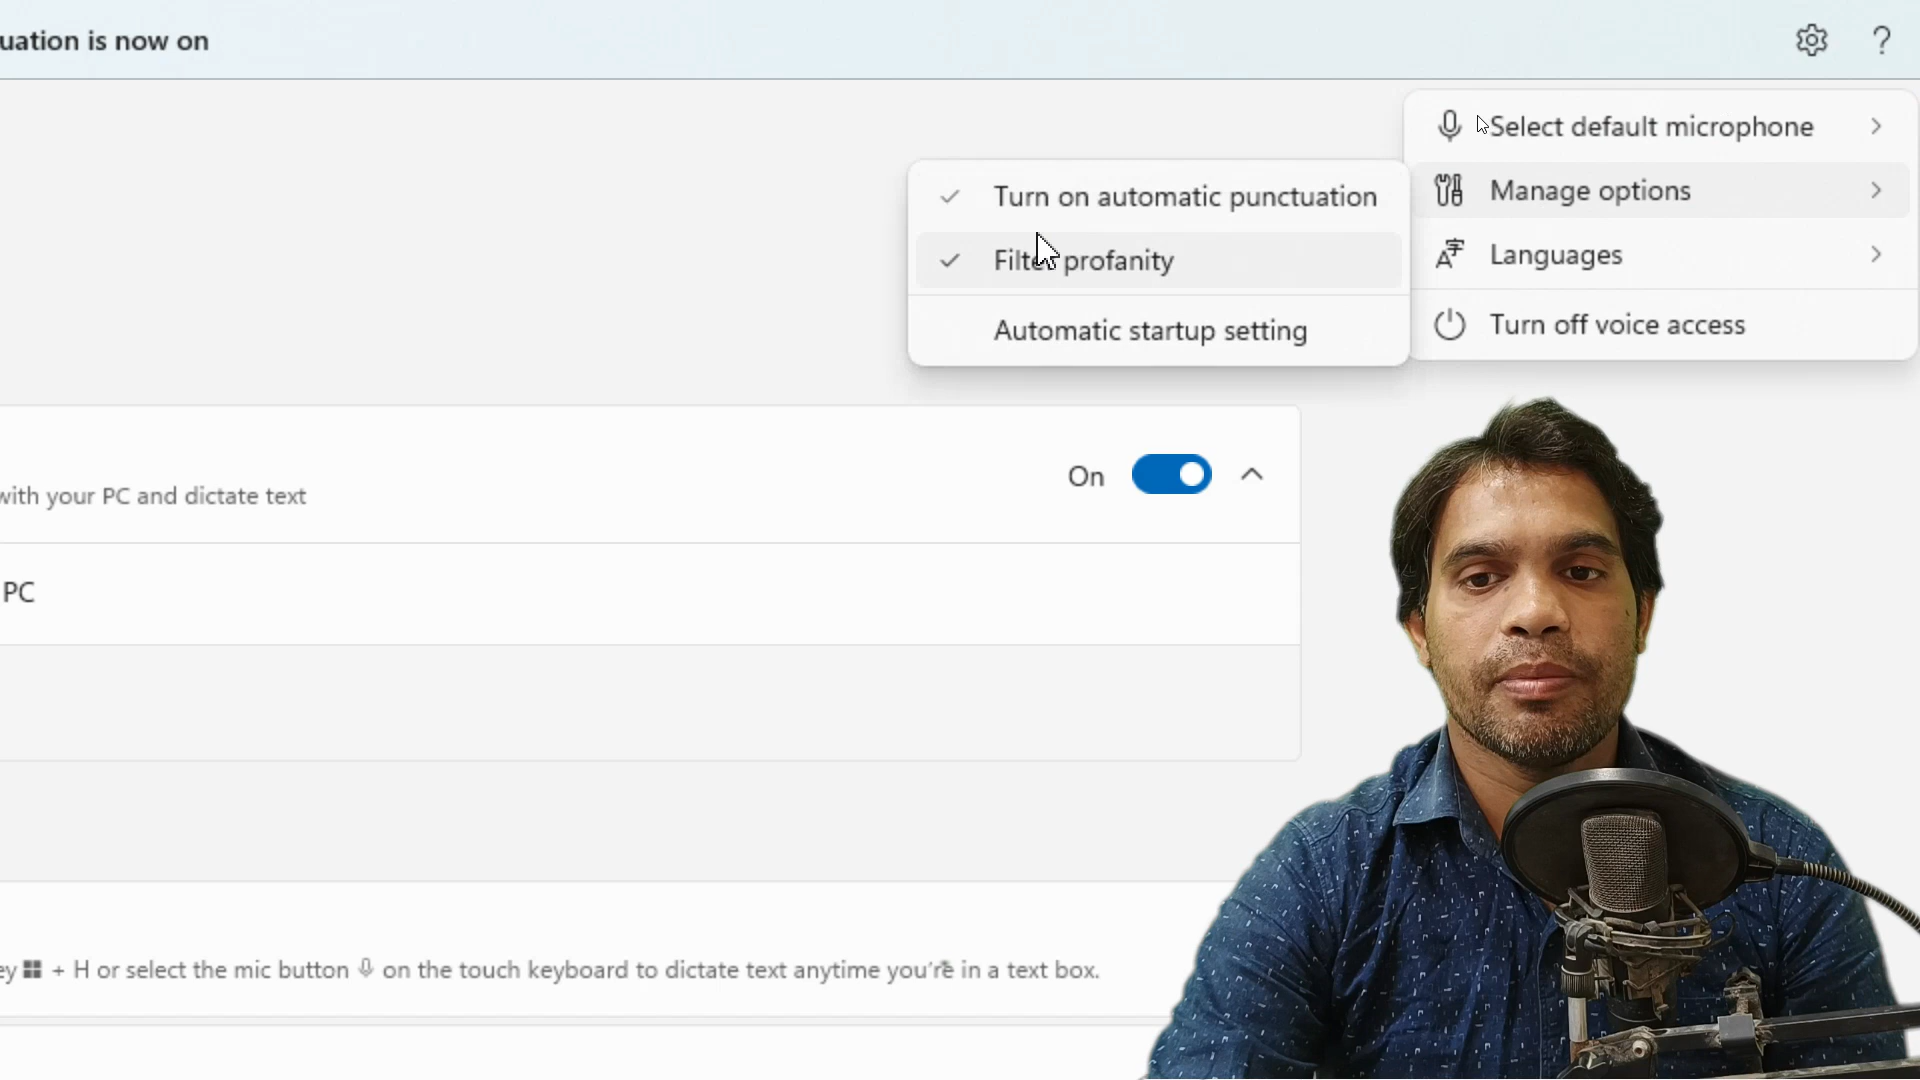 uation is now on
?
Select default microphone
Turn on automatic punctuation
Manage options
Filter profanity
Languages
Automatic startup setting
Turn off voice access
On
with your PC and dictate text
PC
ey + H or select the mic button on the touch keyboard to dictate text anytime you're in a text box.